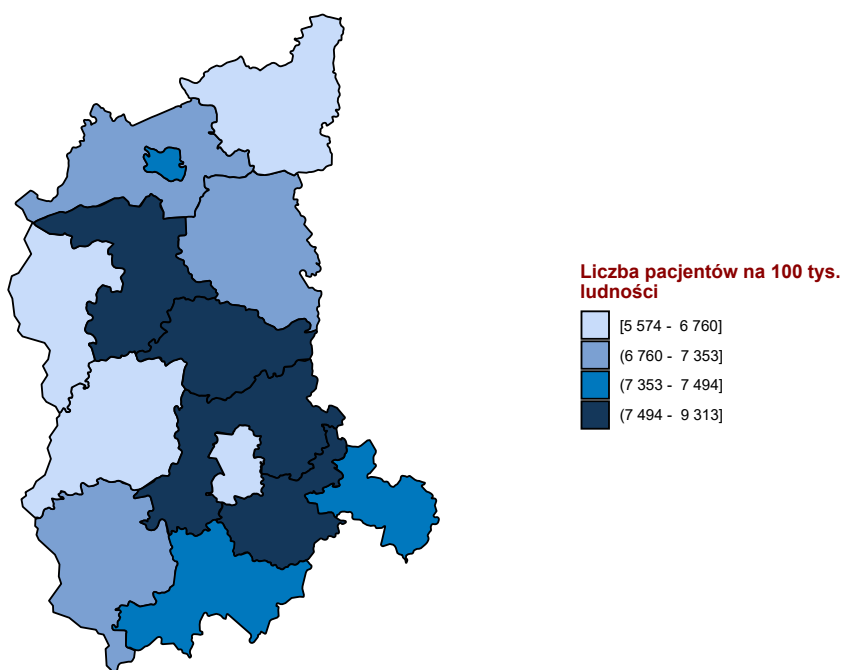 Liczba pacjentów na 100 tys.
ludności
[5 574 - 6 760]
(6 760 - 7 353]
(7 353 - 7 494]
(7 494 - 9 313]